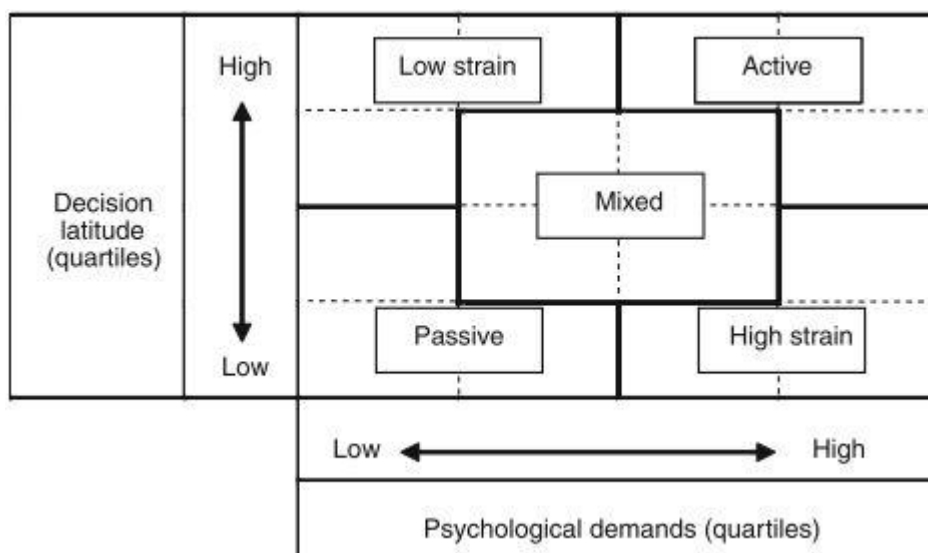 High
Low strain
Active
Decision
latitude
(quartiles)
Mixed
Low
Passive
High strain
Low
High
Psychological demands (quartiles)